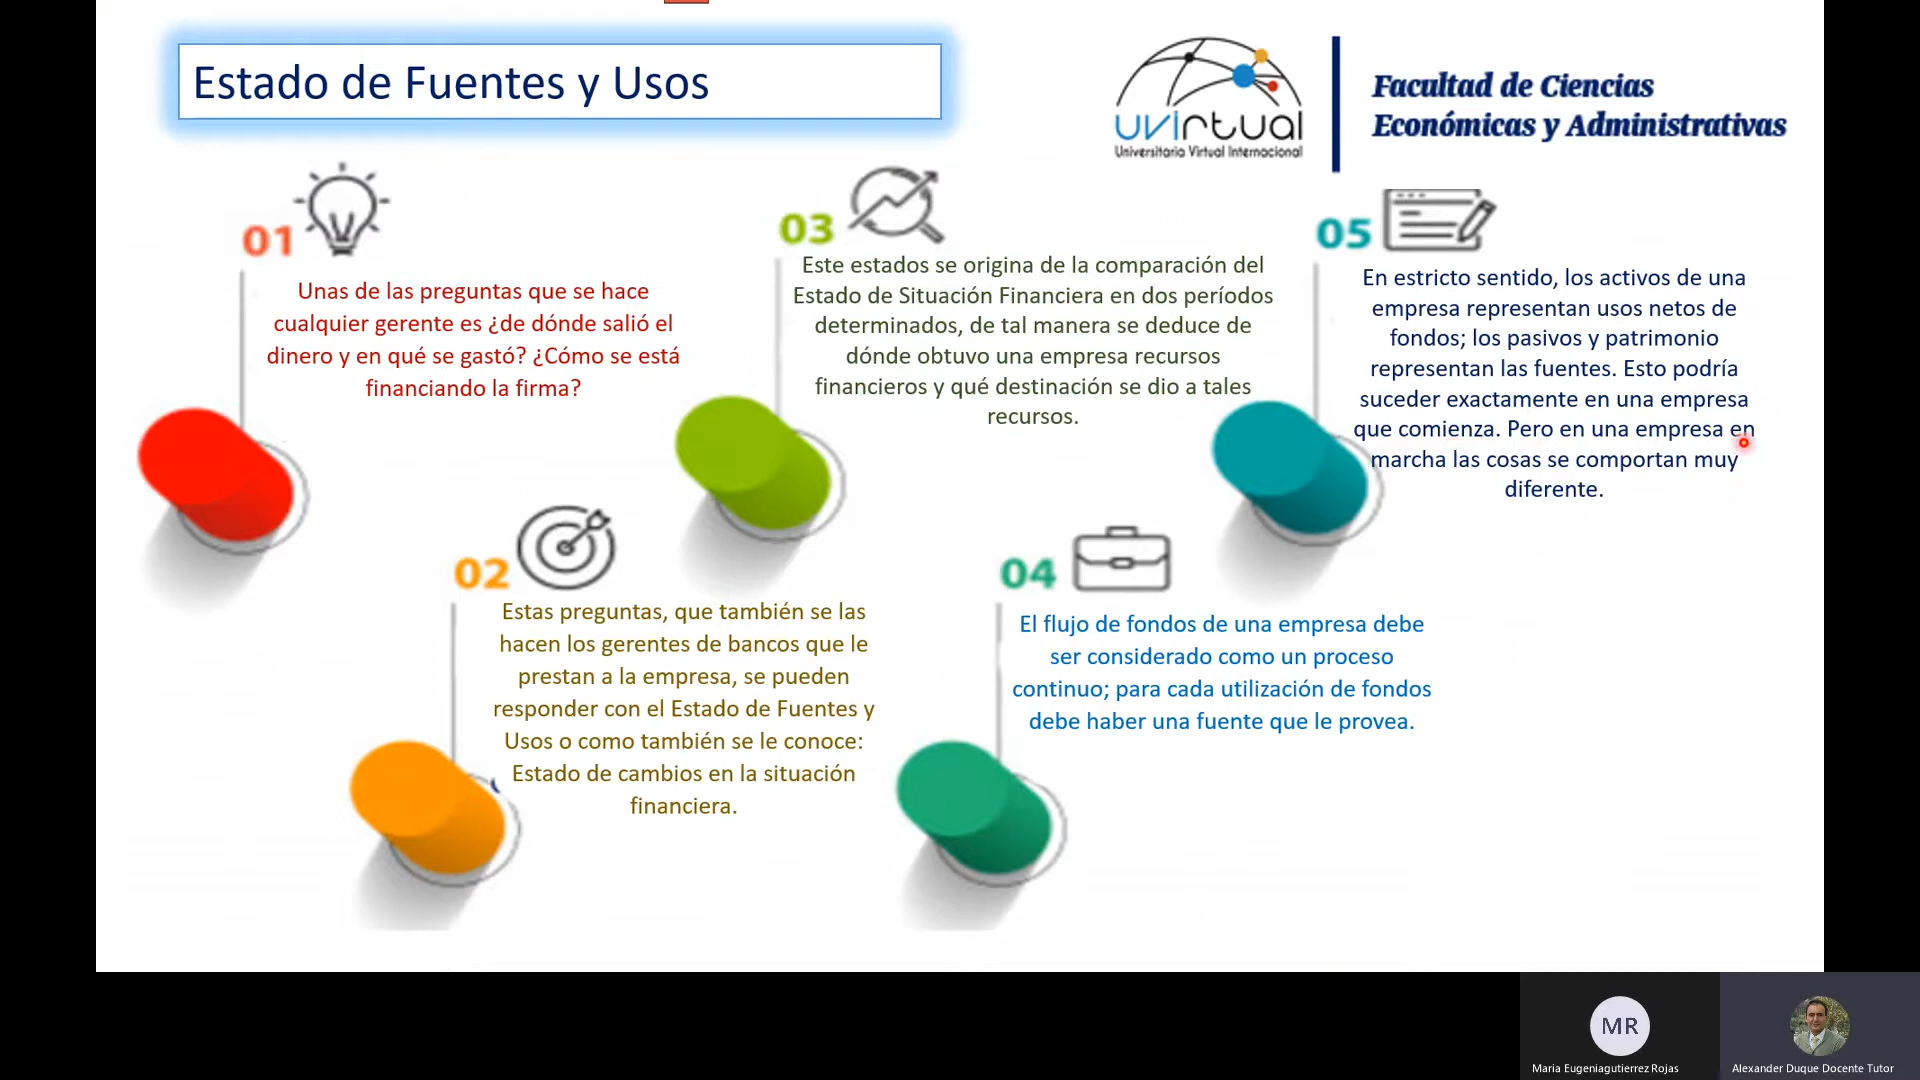 Estado de Fuentes y Usos
uvirtual
Universitaria Virtual Internacional
Facultad de Ciencias
Económicas y Administrativas
01
Unas de las preguntas que se hace
cualquier gerente es ¿de dónde salió el
dinero y en qué se gastó? ¿Cómo se está
financiando la firma?
02
Estas preguntas, que también se las
hacen los gerentes de bancos que le
prestan a la empresa, se pueden
responder con el Estado de Fuentes y
Usos o como también se le conoce:
Estado de cambios en la situación
financiera.
03
Este estados se origina de la comparación del
Estado de Situación Financiera en dos períodos
determinados, de tal manera se deduce de
dónde obtuvo una empresa recursos
financieros y qué destinación se dio a tales
recursos.
04
El flujo de fondos de una empresa debe
ser considerado como un proceso
continuo; para cada utilización de fondos
debe haber una fuente que le provea.
05
En estricto sentido, los activos de una
empresa representan usos netos de
fondos; los pasivos y patrimonio
representan las fuentes. Esto podría
suceder exactamente en una empresa
que comienza. Pero en una empresa en
marcha las cosas se comportan muy
diferente.
MR
Maria Eugeniagutierrez Rojas
Alexander Duque Docente Tutor